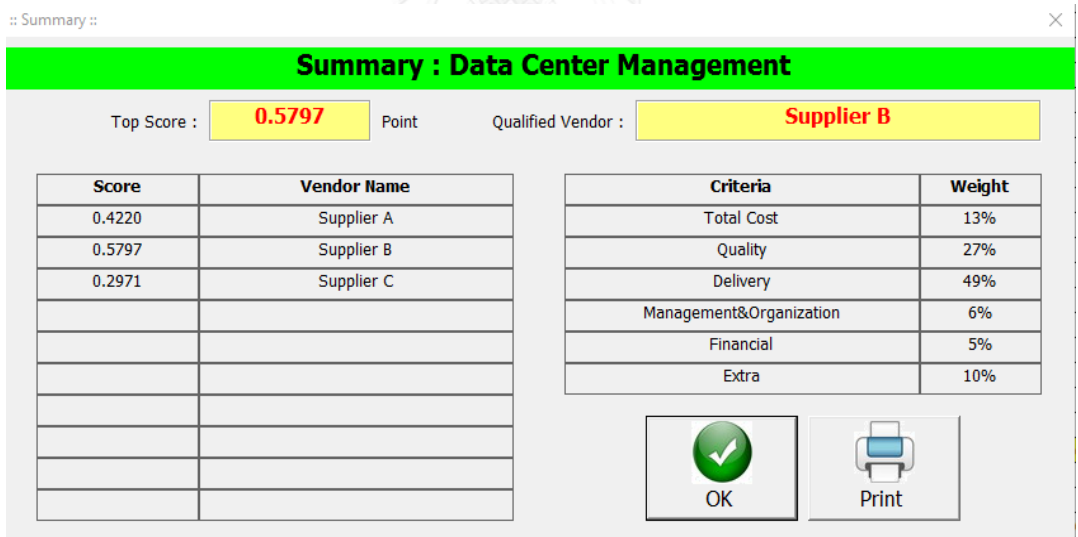 :: Summary ::
Summary : Data Center Management
Top Score : 0.5797 Point Qualified Vendor : Supplier B
Score Vendor Name
0.4220 Supplier A
0.5797 Supplier B
0.2971 Supplier C
Criteria Weight
Total Cost 13%
Quality 27%
Delivery 49%
Management&Organization 6%
Financial 5%
Extra 10%
OK Print